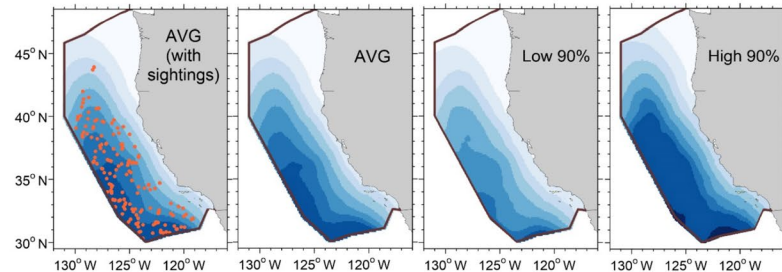 AVG
(with
sightings)
AVG
Low 90%
High 90%
45° N
40° N
35° N
30° N
130° W 125° W 120° W 130° W 125° W 120° W 130° W 125° W 120° W 130° W 125° W 120° W